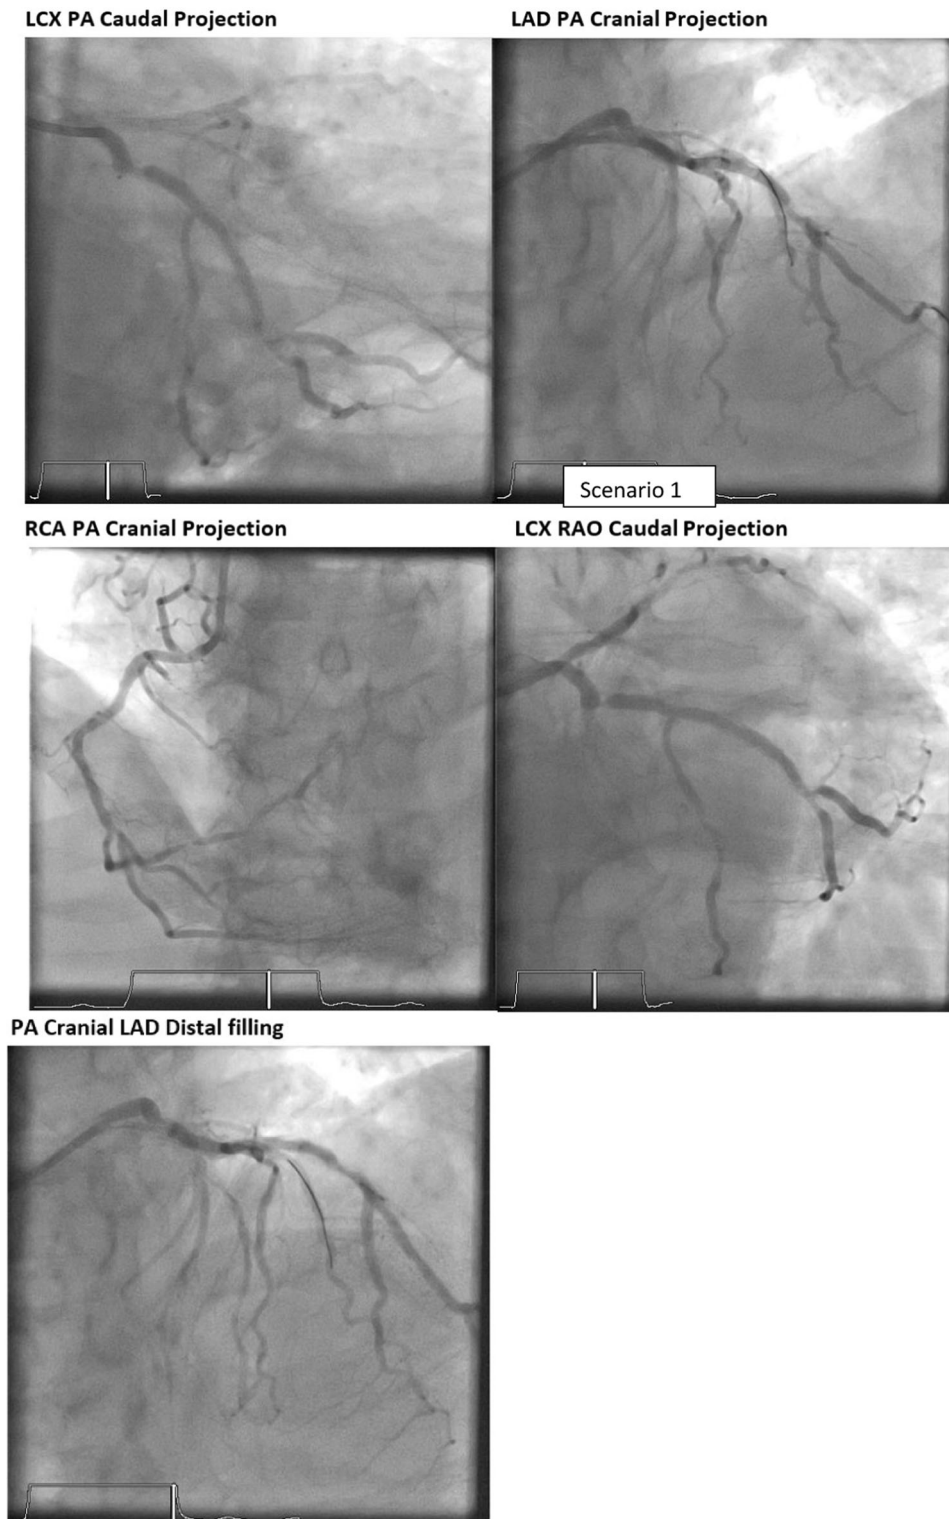 LCX PA Caudal Projection
LAD PA Cranial Projection
Scenario 1
RCA PA Cranial Projection
LCX RAO Caudal Projection
PA Cranial LAD Distal filling